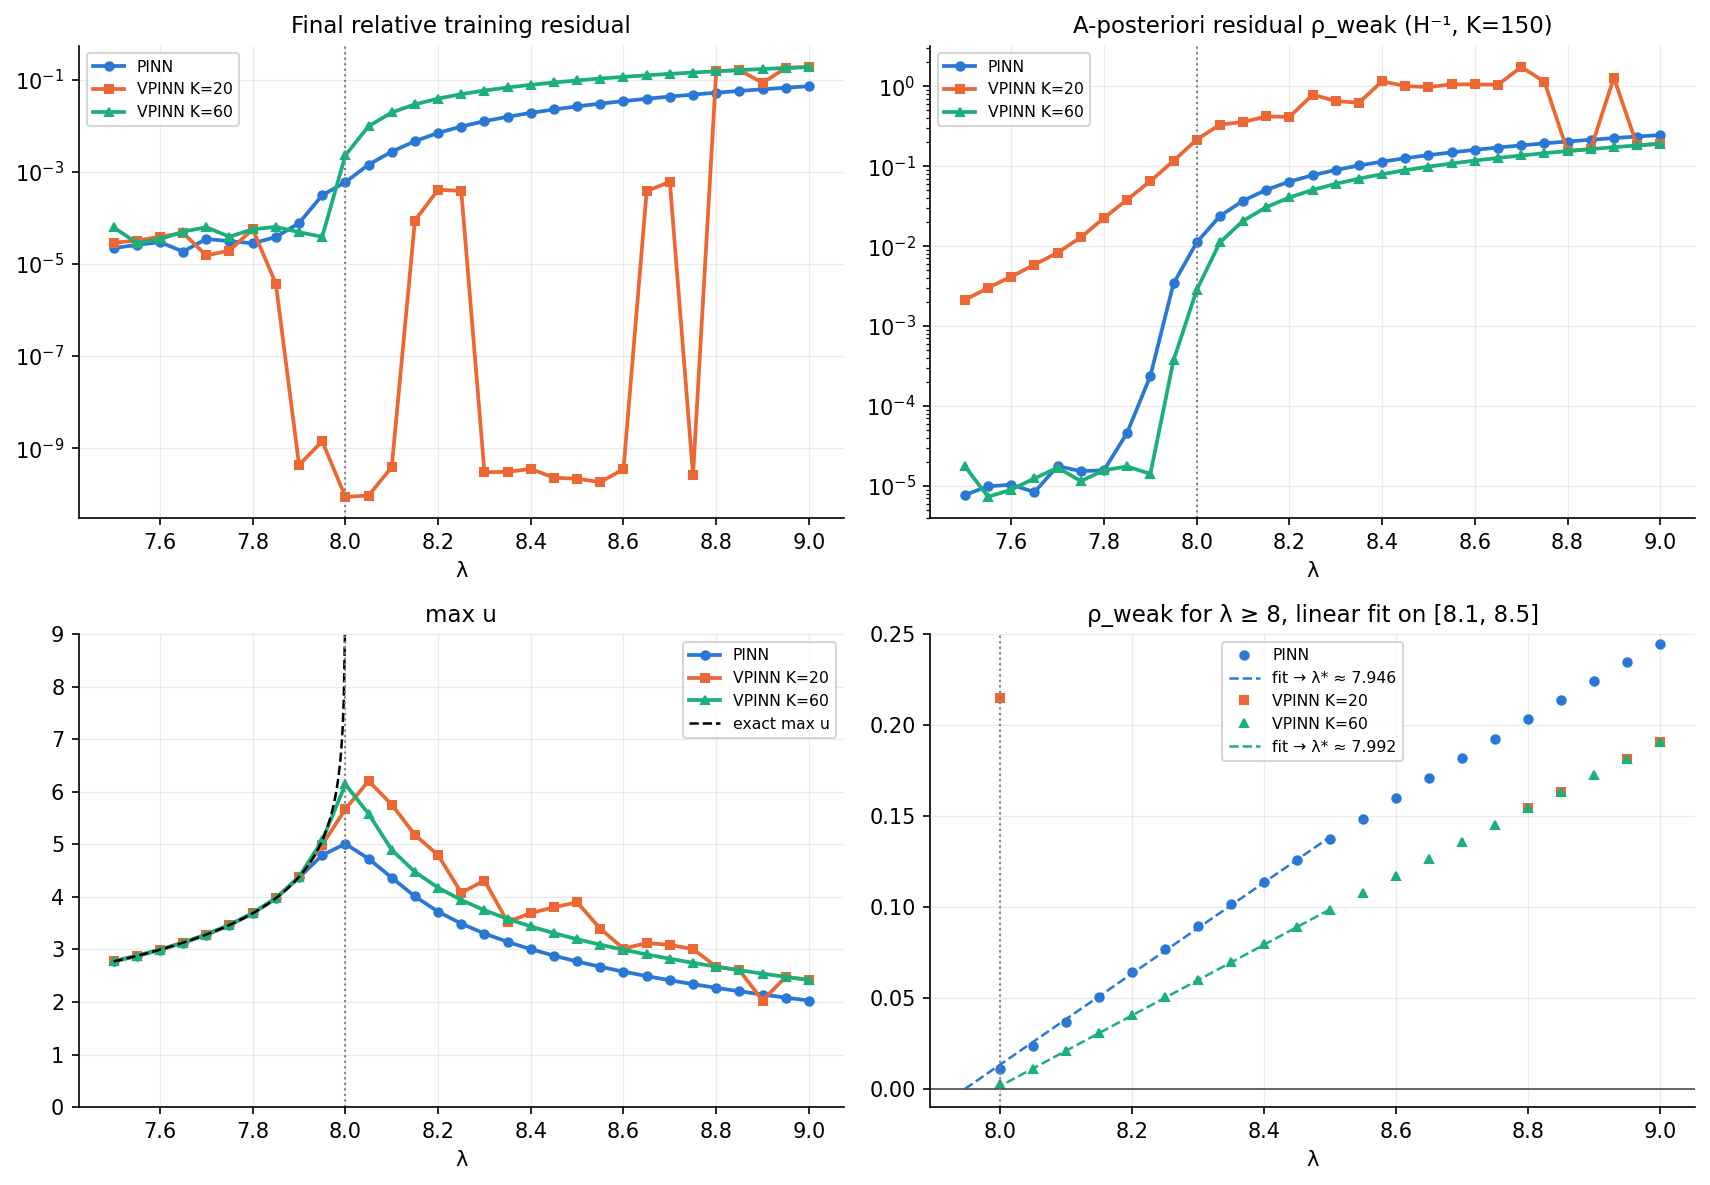 Final relative training residual
PINN
VPINN K=20
VPINN K=60
10⁻¹
10⁻³
10⁻⁵
10⁻⁷
10⁻⁹
7.6 7.8 8.0 8.2 8.4 8.6 8.8 9.0
λ
A-posteriori residual ρ_weak (H⁻¹, K=150)
PINN
VPINN K=20
VPINN K=60
10⁰
10⁻¹
10⁻²
10⁻³
10⁻⁴
10⁻⁵
7.6 7.8 8.0 8.2 8.4 8.6 8.8 9.0
λ
max u
PINN
VPINN K=20
VPINN K=60
exact max u
9
8
7
6
5
4
3
2
1
0
7.6 7.8 8.0 8.2 8.4 8.6 8.8 9.0
λ
ρ_weak for λ ≥ 8, linear fit on [8.1, 8.5]
PINN
fit → λ* ≈ 7.946
VPINN K=20
VPINN K=60
fit → λ* ≈ 7.992
0.25
0.20
0.15
0.10
0.05
0.00
8.0 8.2 8.4 8.6 8.8 9.0
λ